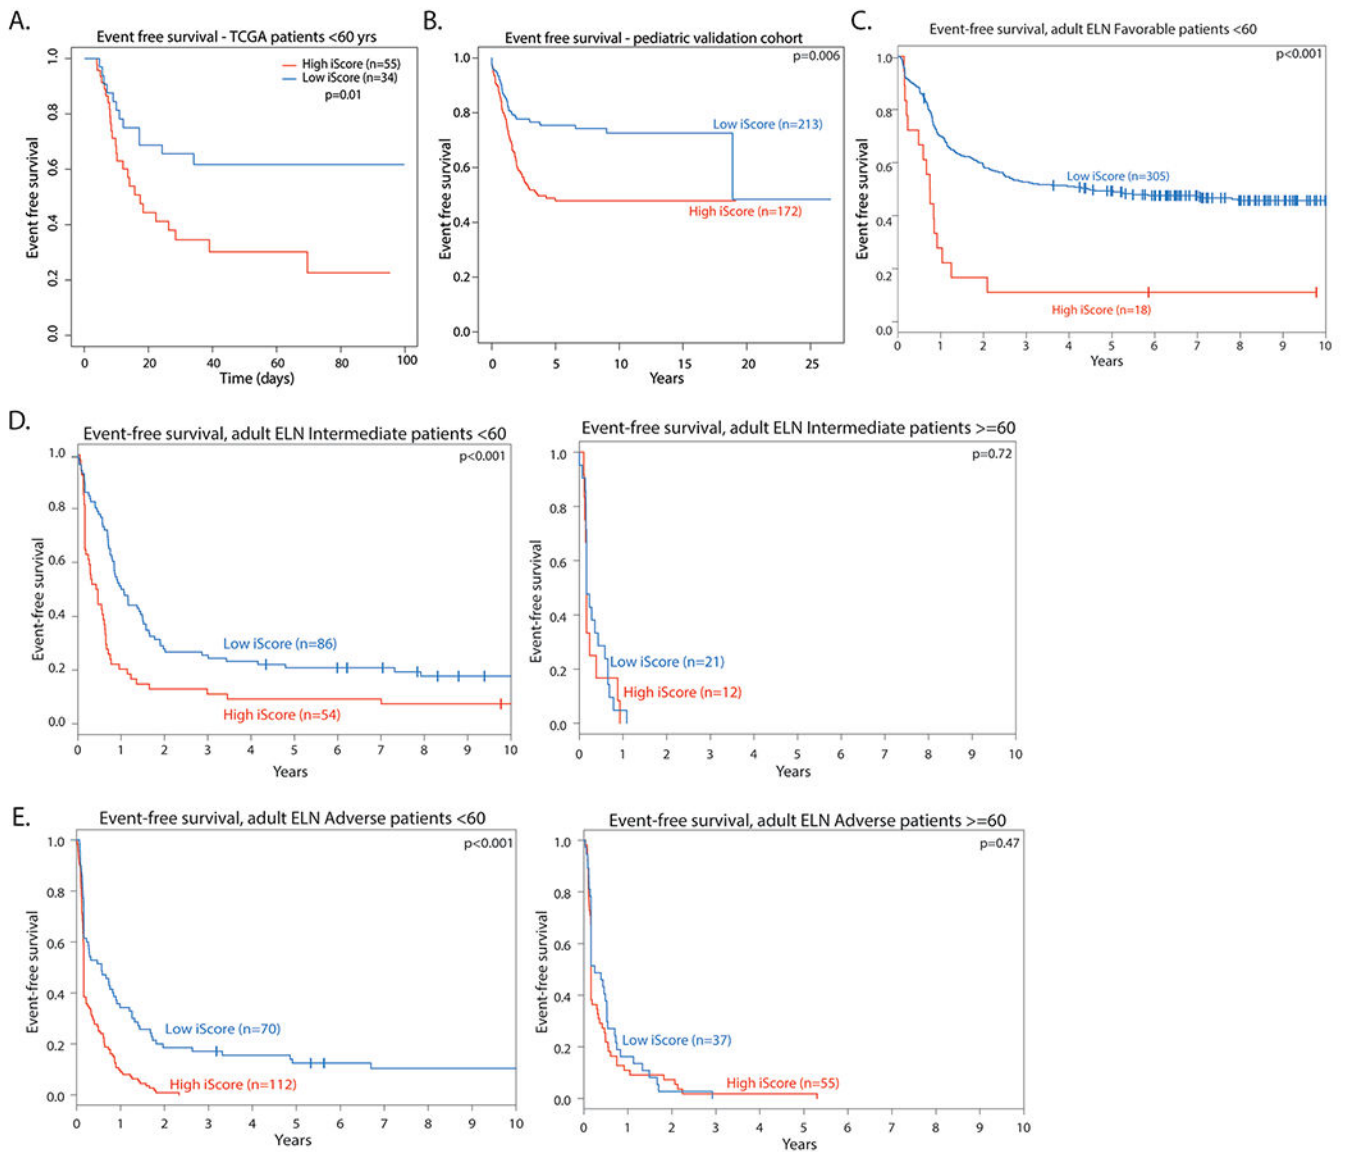 A.
Event free survival - TCGA patients <60 yrs
High iScore (n=55)
Low iScore (n=34)
p=0.01
Event free survival
1.0
0.8
0.6
0.4
0.2
0.0
0 20 40 60 80 100
Time (days)
B.
Event free survival - pediatric validation cohort
p=0.006
Low iScore (n=213)
High iScore (n=172)
Event free survival
1.0
0.8
0.6
0.4
0.2
0.0
0 5 10 15 20 25
Years
C.
Event-free survival, adult ELN Favorable patients <60
p<0.001
Low iScore (n=305)
High iScore (n=18)
Event free survival
1.0
0.8
0.6
0.4
0.2
0.0
0 1 2 3 4 5 6 7 8 9 10
Years
D.
Event-free survival, adult ELN Intermediate patients <60
p<0.001
Low iScore (n=86)
High iScore (n=54)
Event-free survival
1.0
0.8
0.6
0.4
0.2
0.0
0 1 2 3 4 5 6 7 8 9 10
Years
Event-free survival, adult ELN Intermediate patients >=60
p=0.72
Low iScore (n=21)
High iScore (n=12)
Event-free survival
1.0
0.8
0.6
0.4
0.2
0.0
0 1 2 3 4 5 6 7 8 9 10
Years
E.
Event-free survival, adult ELN Adverse patients <60
p<0.001
Low iScore (n=70)
High iScore (n=112)
Event-free survival
1.0
0.8
0.6
0.4
0.2
0.0
0 1 2 3 4 5 6 7 8 9 10
Years
Event-free survival, adult ELN Adverse patients >=60
p=0.47
Low iScore (n=37)
High iScore (n=55)
Event-free survival
1.0
0.8
0.6
0.4
0.2
0.0
0 1 2 3 4 5 6 7 8 9 10
Years